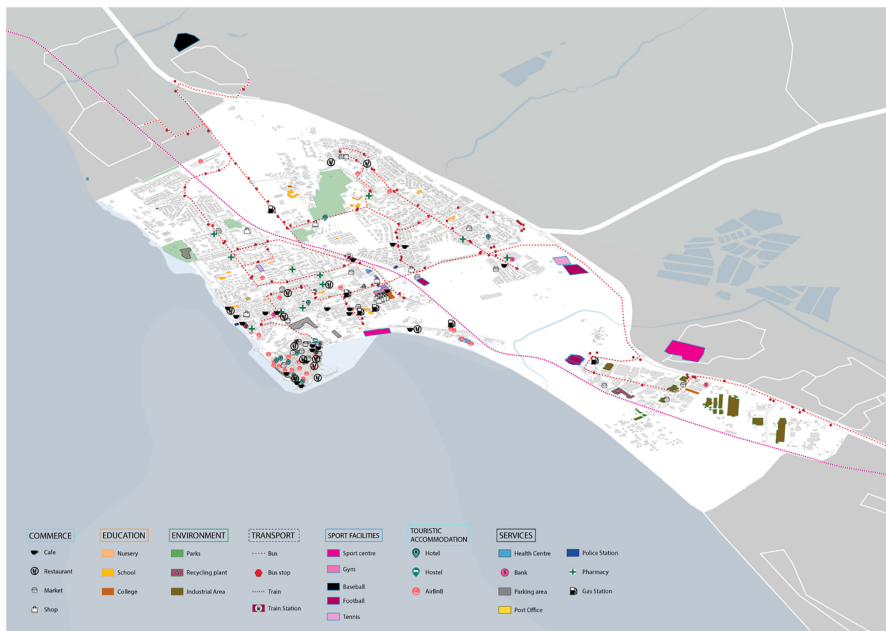 COMMERCE
Cafe
Restaurant
Market
Shop
EDUCATION
Nursery
School
College
ENVIRONMENT
Parks
Recycling plant
Industrial Area
TRANSPORT
Bus
Bus stop
Train
Train Station
SPORT FACILITIES
Sport centre
Gym
Baseball
Football
Tennis
TOURISTIC
ACCOMMODATION
Hotel
Hostel
AirBnB
SERVICES
Health Centre
Bank
Parking area
Post Office
Police Station
Pharmacy
Gas Station